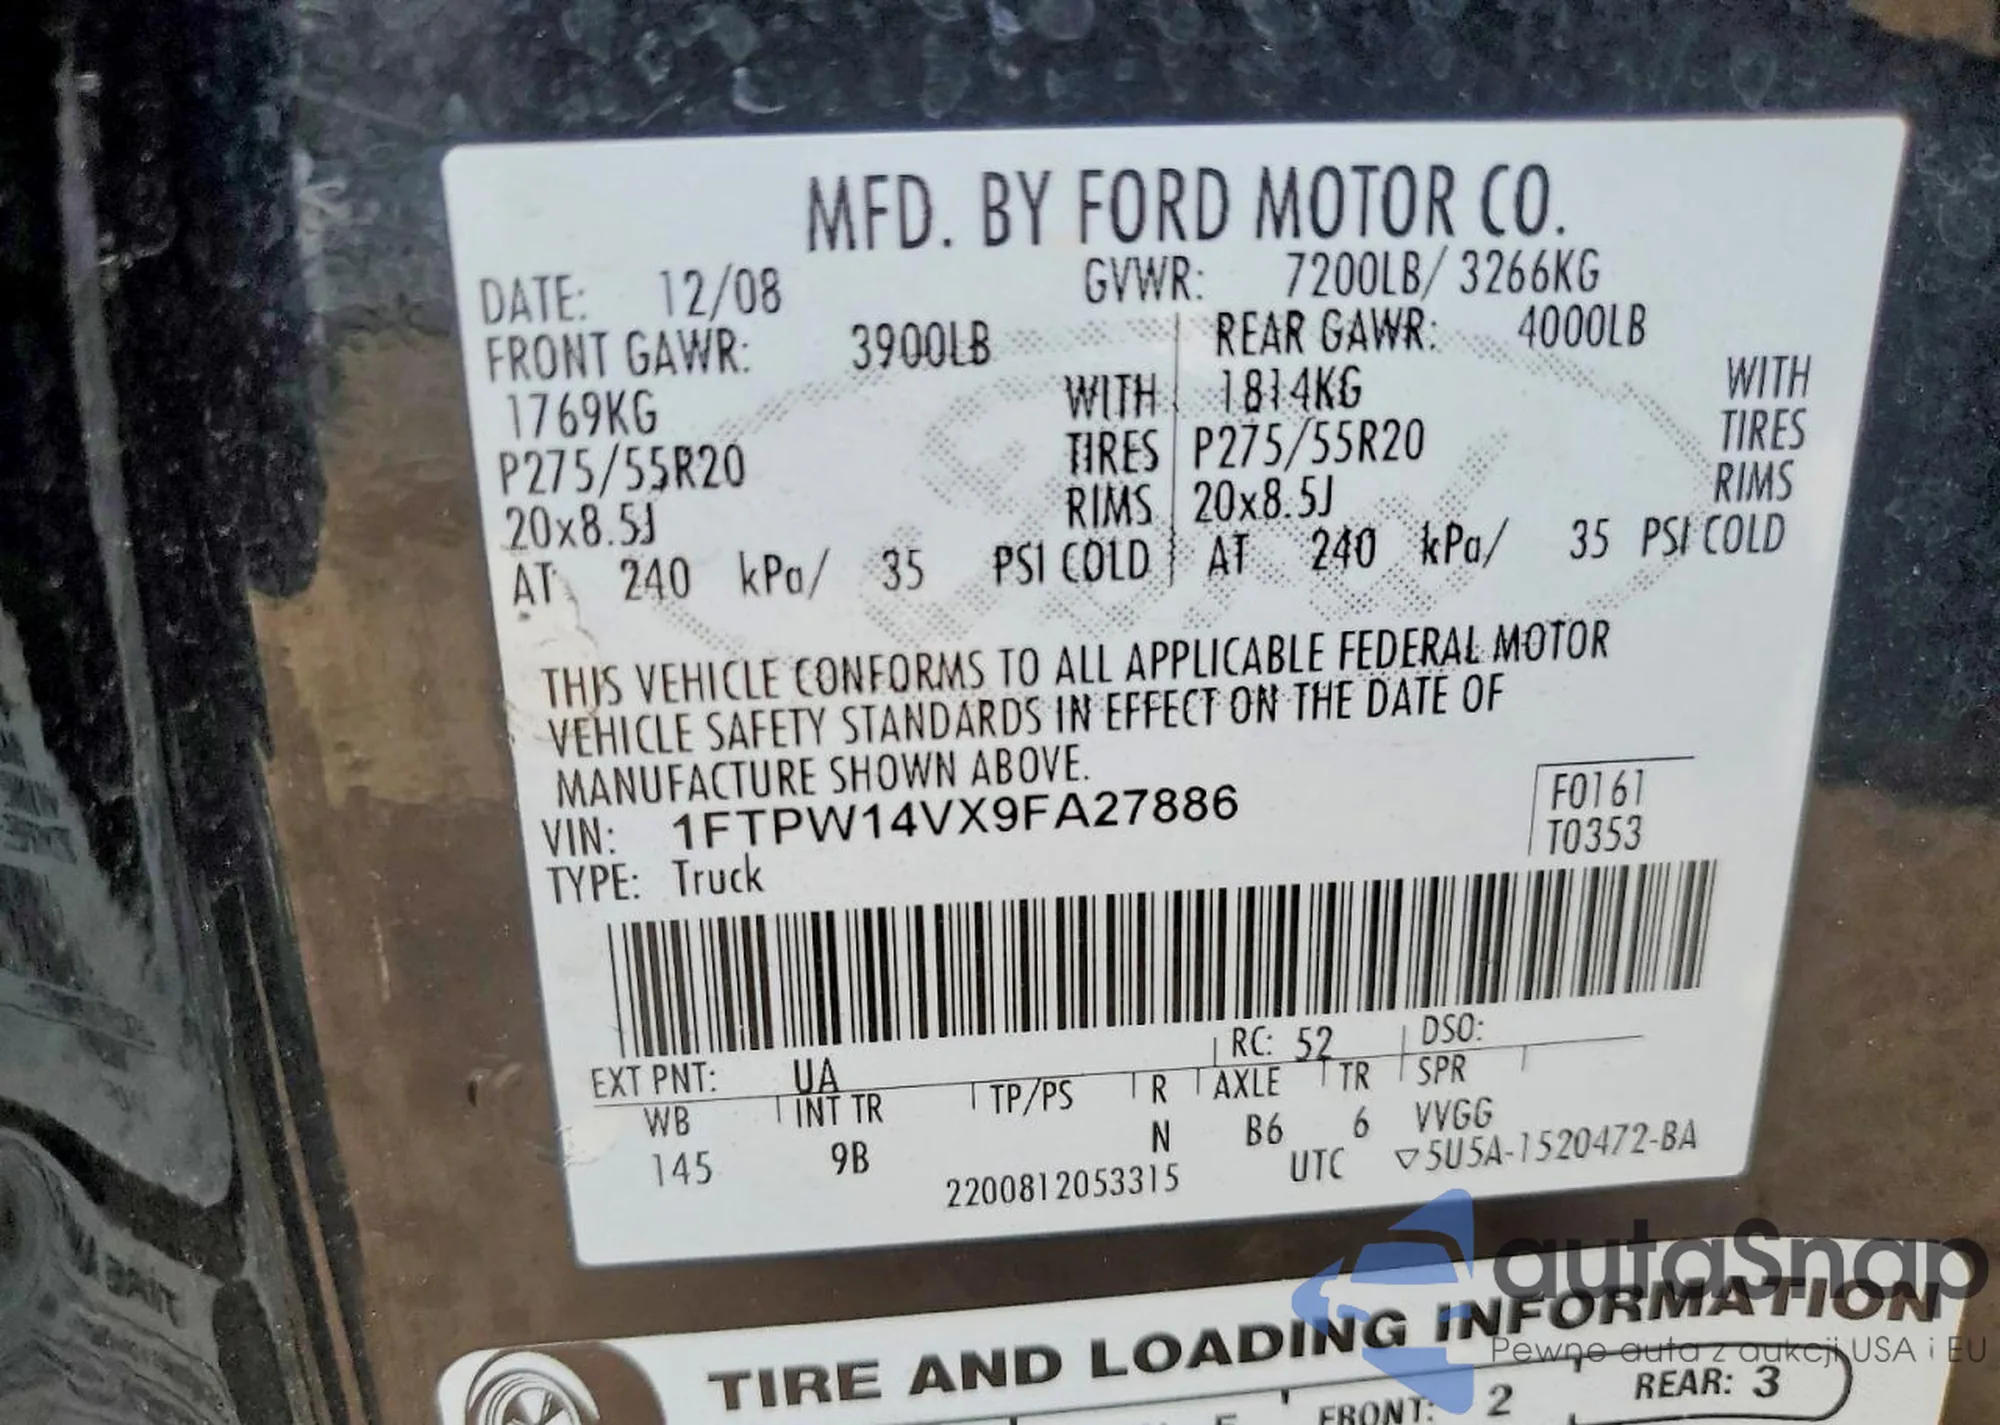 MFD. BY FORD MOTOR CO.
DATE: 12/08 GVWR: 7200LB/ 3266KG
FRONT GAWR: 3900LB REAR GAWR: 4000LB
1769KG WITH 1814KG WITH
P275/55R20 TIRES P275/55R20 TIRES
20x8.5J RIMS 20x8.5J RIMS
AT 240 kPa/ 35 PSI COLD AT 240 kPa/ 35 PSI COLD
THIS VEHICLE CONFORMS TO ALL APPLICABLE FEDERAL MOTOR
VEHICLE SAFETY STANDARDS IN EFFECT ON THE DATE OF
MANUFACTURE SHOWN ABOVE.
VIN: 1FTPW14VX9FA27886 F0161
TYPE: Truck T0353
EXT PNT: UA RC: 52 DSO:
WB INT TR TP/PS R AXLE TR SPR
145 9B N B6 6 VVGG
2200812053315 UTC ▽5U5A-1520472-BA
autaSnap
Pewne auta z aukcji USA i EU
TIRE AND LOADING INFORMATION
FRONT: 2 REAR: 3